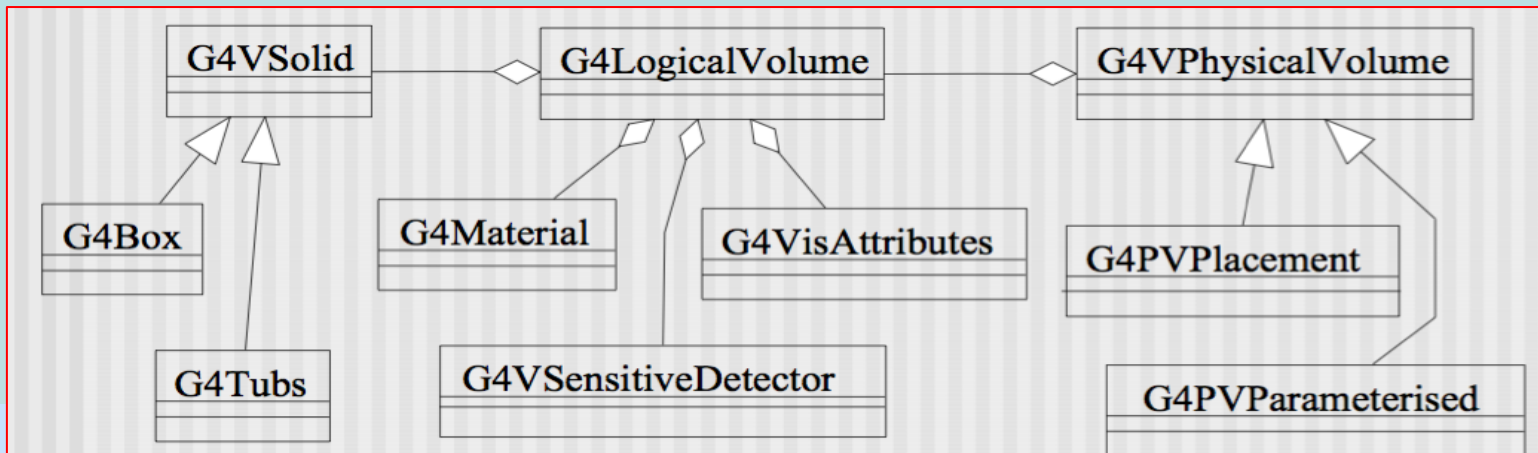 G4VSolid
G4LogicalVolume
G4VPhysicalVolume
G4Box
G4Material
G4VisAttributes
G4PVPlacement
G4Tubs
G4VSensitiveDetector
G4PVParameterised